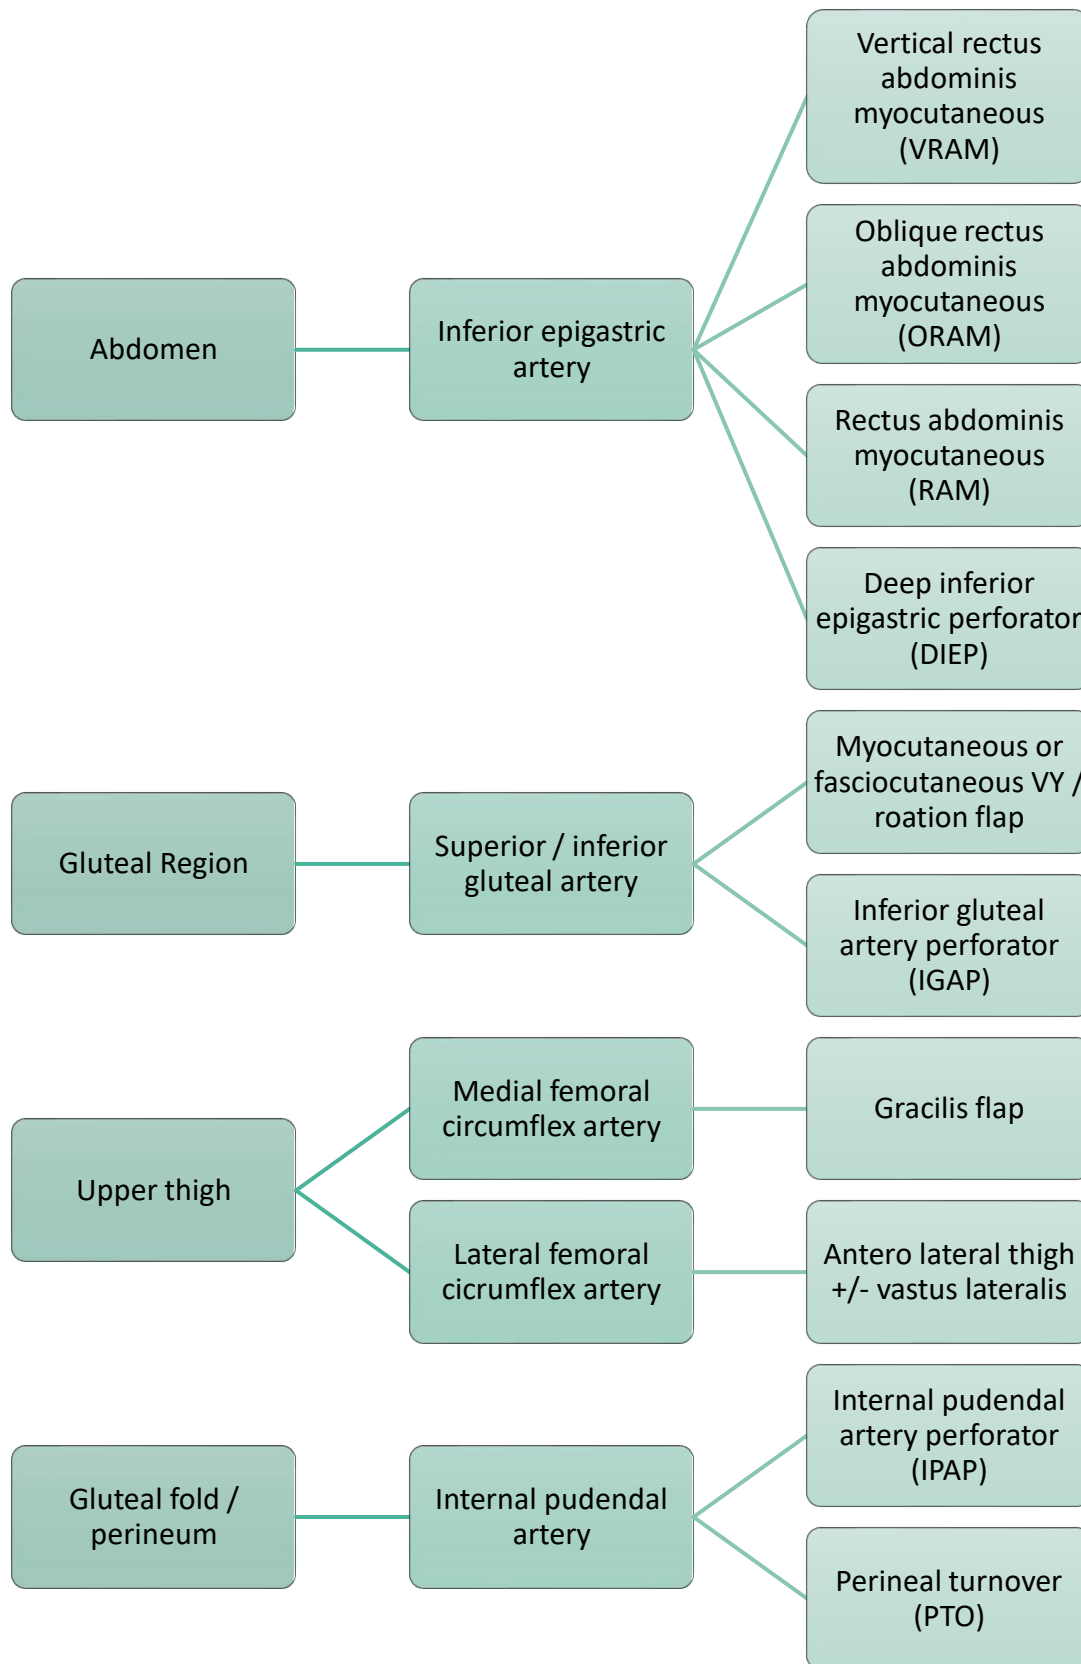 Abdomen
Inferior epigastric
artery
Vertical rectus
abdominis
myocutaneous
(VRAM)
Oblique rectus
abdominis
myocutaneous
(ORAM)
Rectus abdominis
myocutaneous
(RAM)
Deep inferior
epigastric perforator
(DIEP)
Gluteal Region
Superior / inferior
gluteal artery
Myocutaneous or
fasciocutaneous VY /
roation flap
Inferior gluteal
artery perforator
(IGAP)
Upper thigh
Medial femoral
circumflex artery
Gracilis flap
Lateral femoral
cicrumflex artery
Antero lateral thigh
+/- vastus lateralis
Gluteal fold /
perineum
Internal pudendal
artery
Internal pudendal
artery perforator
(IPAP)
Perineal turnover
(PTO)